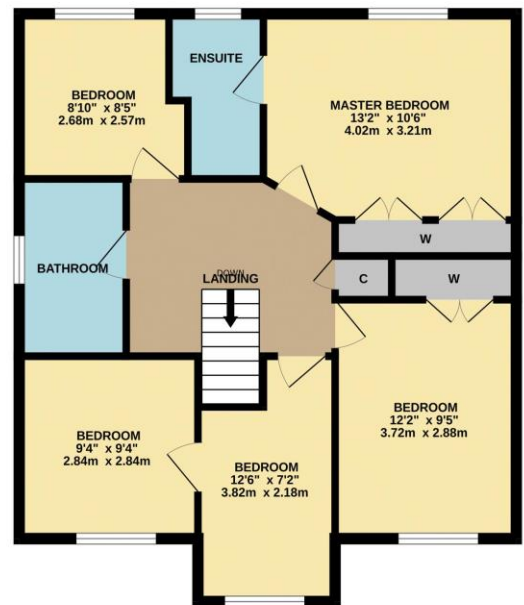 BEDROOM
8'10" x 8'5"
2.68m x 2.57m
ENSUITE
MASTER BEDROOM
13'2" x 10'6"
4.02m x 3.21m
BATHROOM
DOWN
LANDING
W
C
W
BEDROOM
9'4" x 9'4"
2.84m x 2.84m
BEDROOM
12'6" x 7'2"
3.82m x 2.18m
BEDROOM
12'2" x 9'5"
3.72m x 2.88m